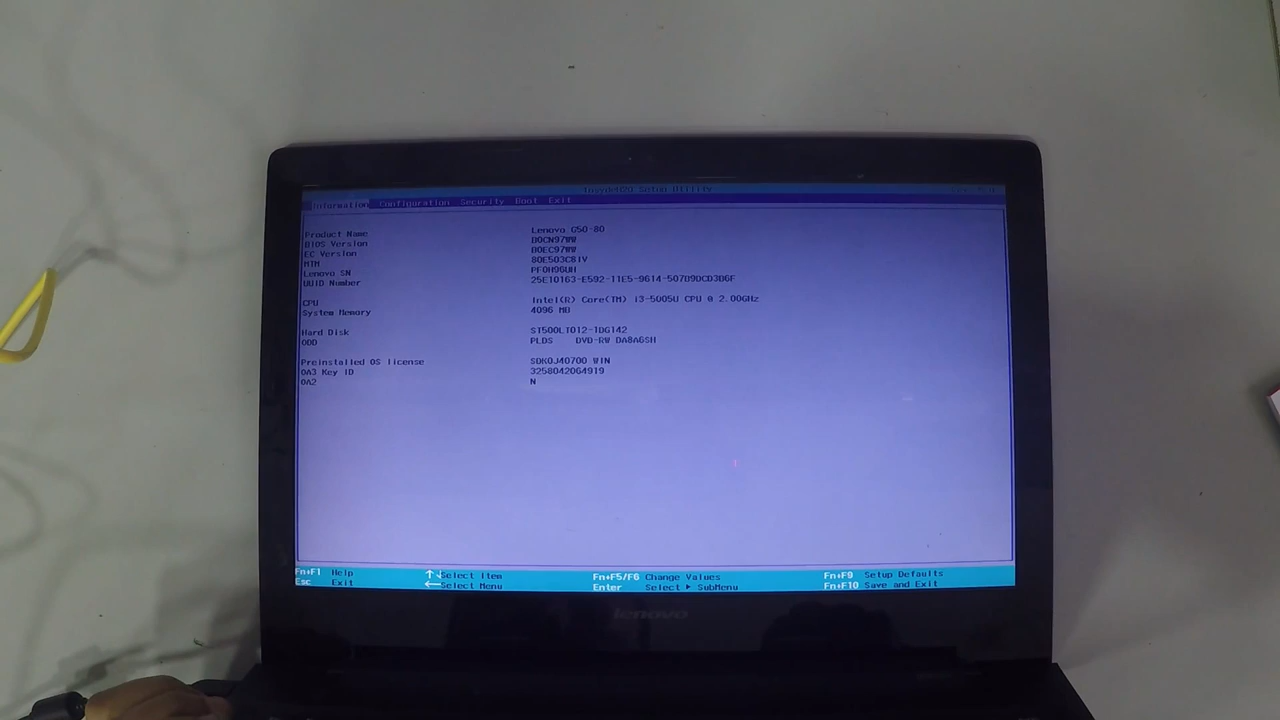 InsydeH20 Setup Utility
Information Configuration Security Boot Exit
Product Name Lenovo G50-80
BIOS Version B0CN97WW
EC Version B0EC97WW
MTM 80E503C8IV
Lenovo SN PF0H96UH
UUID Number 25E10163-E592-11E5-9614-507B9DCD3B6F
CPU Intel(R) Core(TM) i3-5005U CPU @ 2.00GHz
System Memory 4096 MB
Hard Disk ST500LT012-1DG142
ODD PLDS DVD-RW DA8A6SH
Preinstalled OS license SDK0J40700 WIN
OA3 Key ID 3258042064919
OA2 N
Fn+F1 Help ↑↓Select Item Fn+F5/F6 Change Values Fn+F9 Setup Defaults
Esc Exit ←Select Menu Enter Select ▶ SubMenu Fn+F10 Save and Exit
lenovo